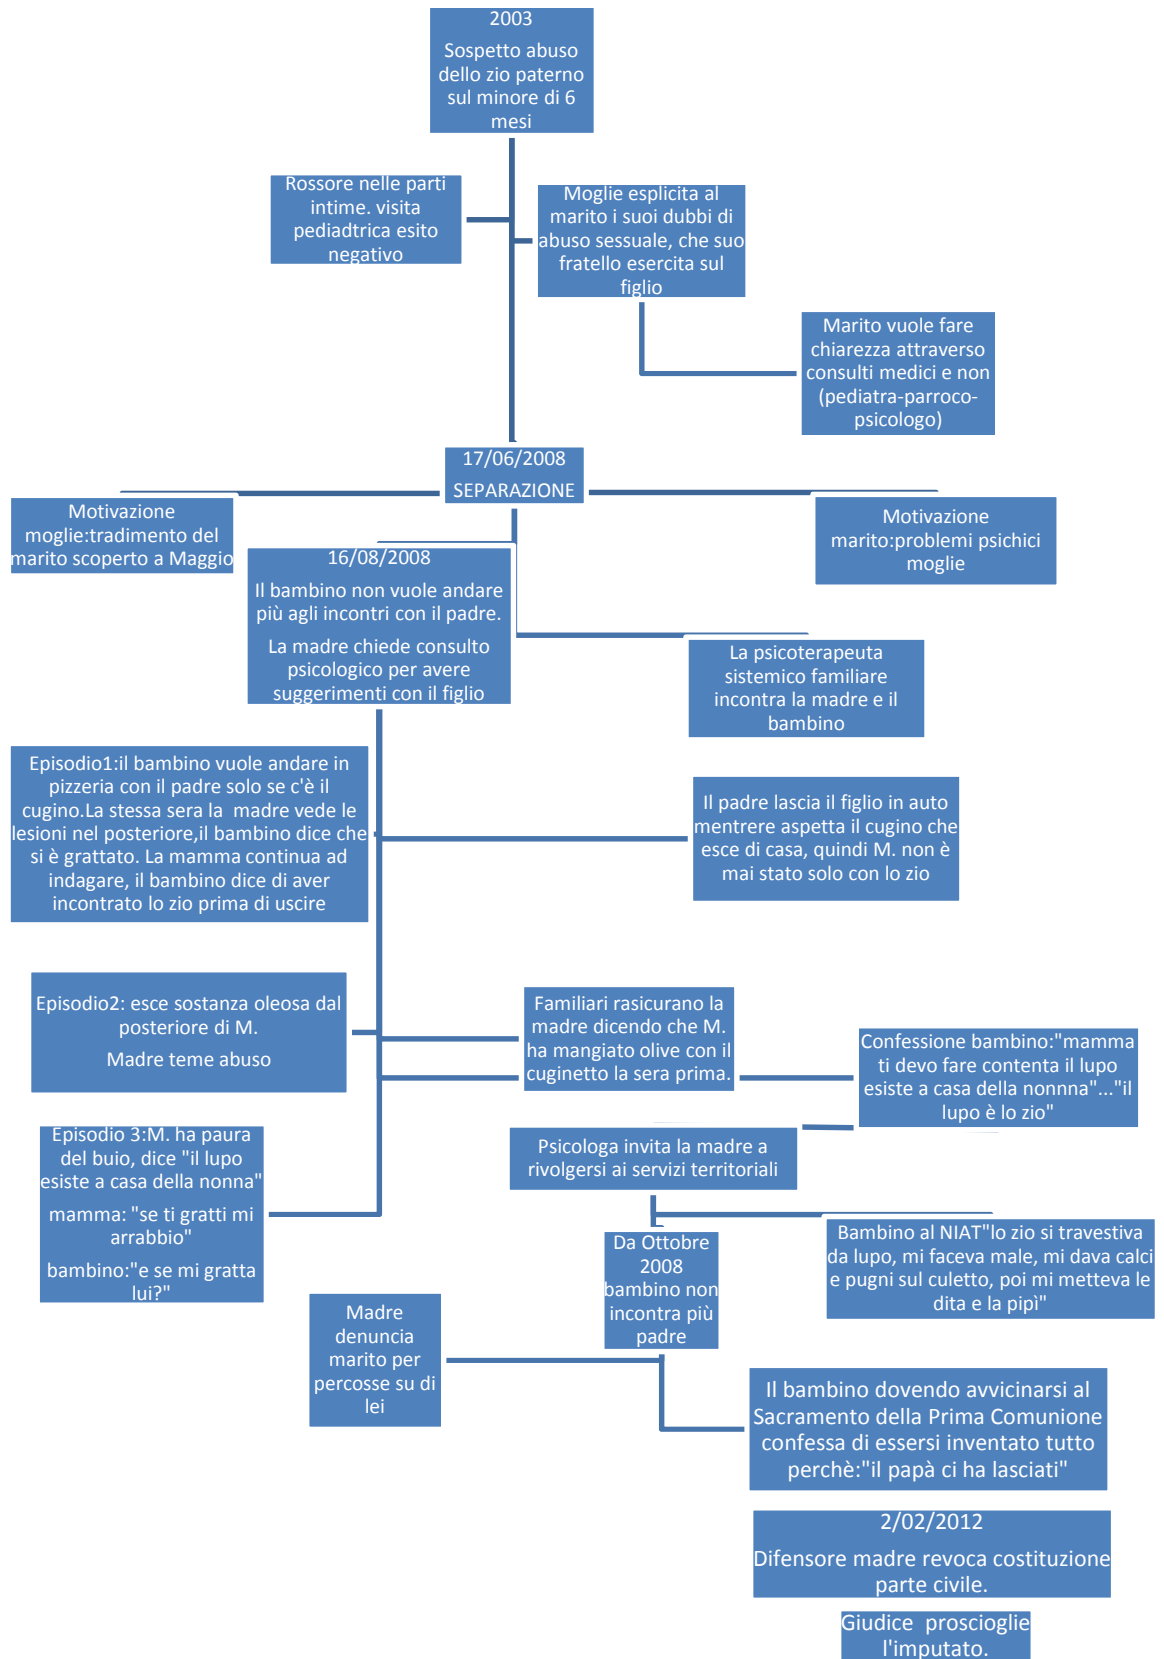 2003
Sospetto abuso
dello zio paterno
sul minore di 6
mesi
Rossore nelle parti
intime. visita
pediadtrica esito
negativo
Moglie esplicita al
marito i suoi dubbi di
abuso sessuale, che suo
fratello esercita sul
figlio
Marito vuole fare
chiarezza attraverso
consulti medici e non
(pediatra-parroco-
psicologo)
17/06/2008
SEPARAZIONE
Motivazione
moglie:tradimento del
marito scoperto a Maggio
Motivazione
marito:problemi psichici
moglie
16/08/2008
Il bambino non vuole andare
più agli incontri con il padre.
La madre chiede consulto
psicologico per avere
suggerimenti con il figlio
La psicoterapeuta
sistemico familiare
incontra la madre e il
bambino
Episodio1:il bambino vuole andare in
pizzeria con il padre solo se c'è il
cugino.La stessa sera la  madre vede le
lesioni nel posteriore,il bambino dice che
si è grattato. La mamma continua ad
indagare, il bambino dice di aver
incontrato lo zio prima di uscire
Il padre lascia il figlio in auto
mentrere aspetta il cugino che
esce di casa, quindi M. non è
mai stato solo con lo zio
Episodio2: esce sostanza oleosa dal
posteriore di M.
Madre teme abuso
Familiari rasicurano la
madre dicendo che M.
ha mangiato olive con il
cuginetto la sera prima.
Confessione bambino:"mamma
ti devo fare contenta il lupo
esiste a casa della nonnna"..."il
lupo è lo zio"
Episodio 3:M. ha paura
del buio, dice "il lupo
esiste a casa della nonna"
mamma: "se ti gratti mi
arrabbio"
bambino:"e se mi gratta
lui?"
Psicologa invita la madre a
rivolgersi ai servizi territoriali
Da Ottobre
2008
bambino non
incontra più
padre
Bambino al NIAT"lo zio si travestiva
da lupo, mi faceva male, mi dava calci
e pugni sul culetto, poi mi metteva le
dita e la pipì"
Madre
denuncia
marito per
percosse su di
lei
Il bambino dovendo avvicinarsi al
Sacramento della Prima Comunione
confessa di essersi inventato tutto
perchè:"il papà ci ha lasciati"
2/02/2012
Difensore madre revoca costituzione
parte civile.
Giudice  proscioglie
l'imputato.